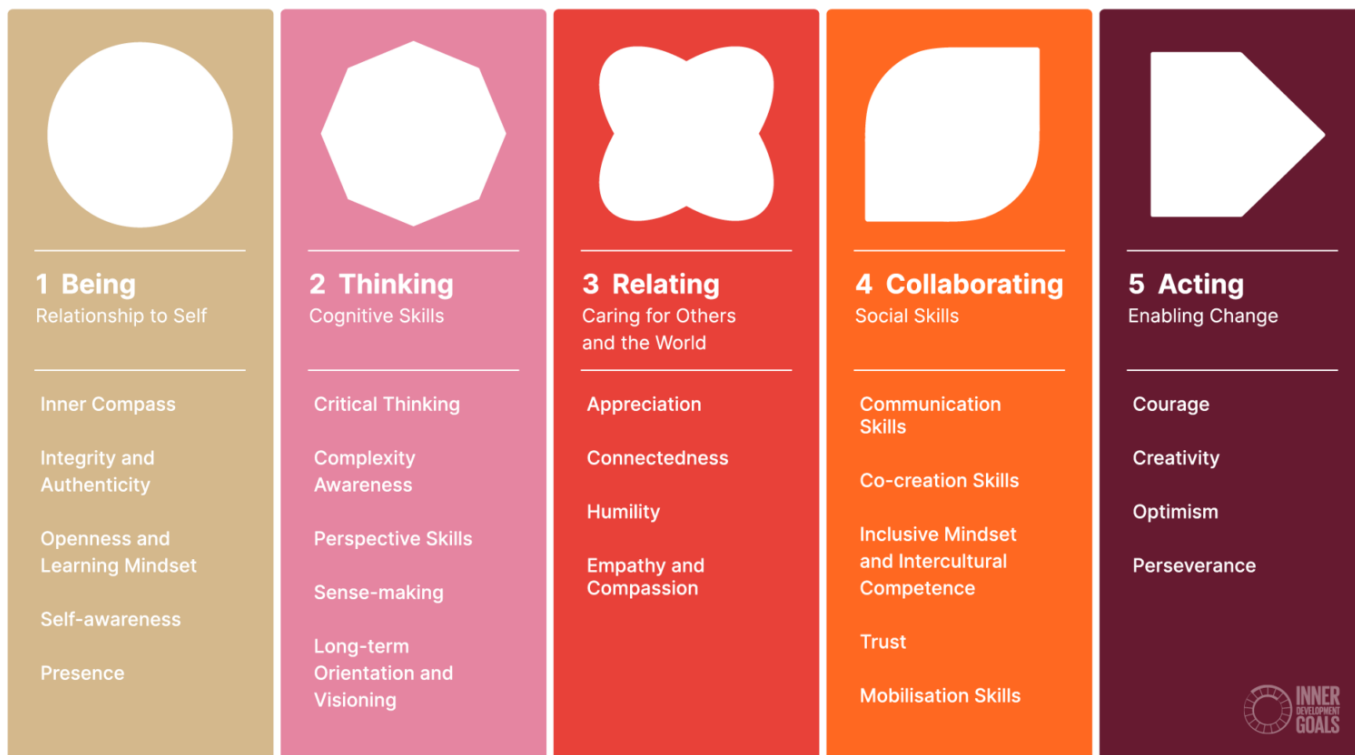 1 Being
Relationship to Self
Inner Compass
Integrity and
Authenticity
Openness and
Learning Mindset
Self-awareness
Presence
2 Thinking
Cognitive Skills
Critical Thinking
Complexity
Awareness
Perspective Skills
Sense-making
Long-term
Orientation and
Visioning
3 Relating
Caring for Others
and the World
Appreciation
Connectedness
Humility
Empathy and
Compassion
4 Collaborating
Social Skills
Communication
Skills
Co-creation Skills
Inclusive Mindset
and Intercultural
Competence
Trust
Mobilisation Skills
5 Acting
Enabling Change
Courage
Creativity
Optimism
Perseverance
INNER
DEVELOPMENT
GOALS